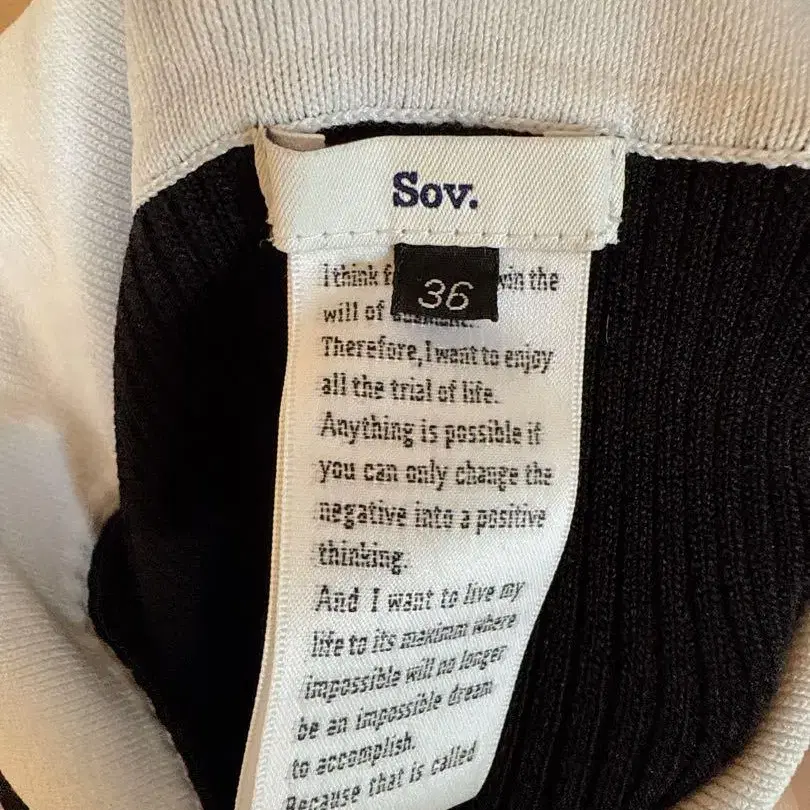 Sov.
36
I think the
will of
Therefore, I want to enjoy
all the trial of life.
Anything is possible if
you can only change the
negative into a positive
thinking.
And I want to live my
life to its maximm where
impossible will no longer
be an impossible dream
to accomplish.
Because that is called